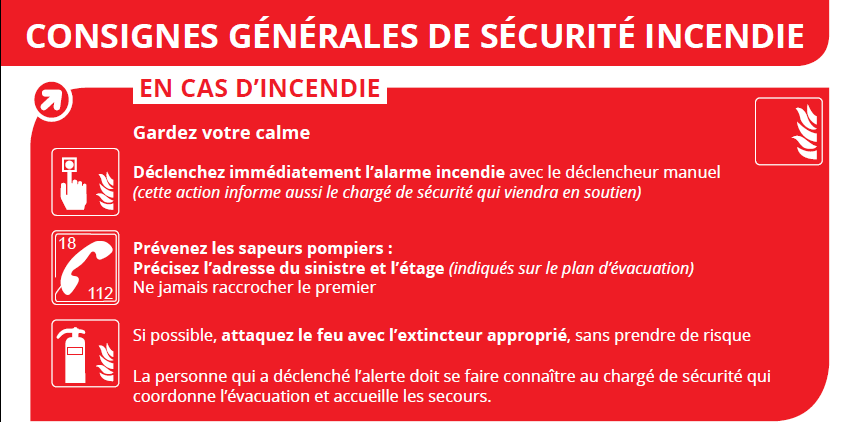 CONSIGNES GÉNÉRALES DE SÉCURITÉ INCENDIE
EN CAS D’INCENDIE
Gardez votre calme
Déclenchez immédiatement l’alarme incendie avec le déclencheur manuel
(cette action informe aussi le chargé de sécurité qui viendra en soutien)
18
112
Prévenez les sapeurs pompiers :
Précisez l’adresse du sinistre et l’étage (indiqués sur le plan d’évacuation)
Ne jamais raccrocher le premier
Si possible, attaquez le feu avec l’extincteur approprié, sans prendre de risque
La personne qui a déclenché l’alerte doit se faire connaître au chargé de sécurité qui
coordonne l’évacuation et accueille les secours.